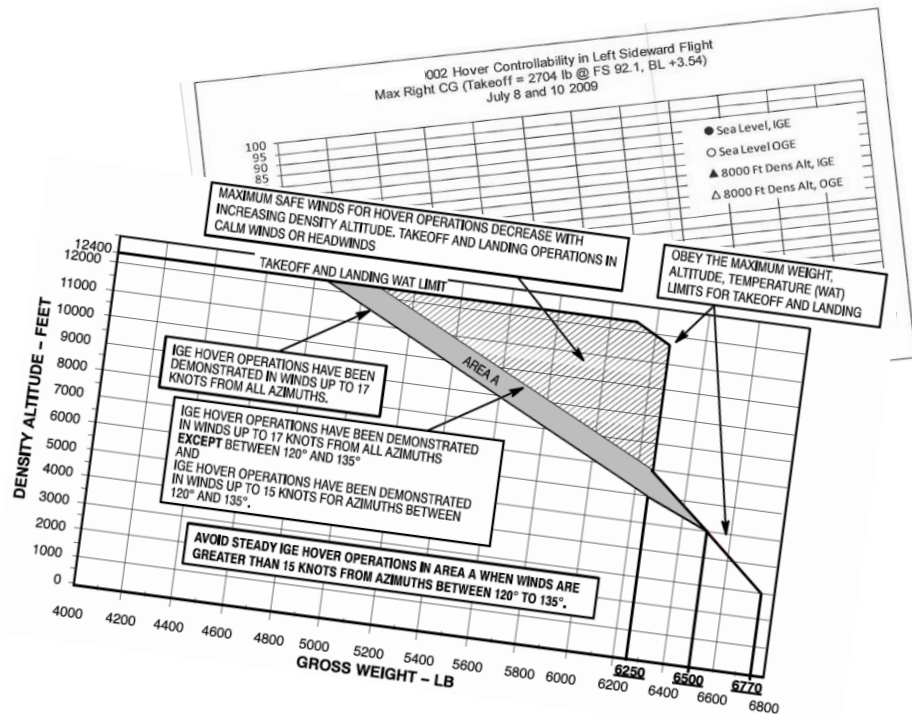 002 Hover Controllability in Left Sideward Flight
Max Right CG (Takeoff = 2704 lb @ FS 92.1, BL +3.54)
July 8 and 10 2009
100
95
90
85
● Sea Level, IGE
○ Sea Level OGE
▲ 8000 Ft Dens Alt, IGE
△ 8000 Ft Dens Alt, OGE
MAXIMUM SAFE WINDS FOR HOVER OPERATIONS DECREASE WITH
INCREASING DENSITY ALTITUDE. TAKEOFF AND LANDING OPERATIONS IN
CALM WINDS OR HEADWINDS
OBEY THE MAXIMUM WEIGHT,
ALTITUDE, TEMPERATURE (WAT)
LIMITS FOR TAKEOFF AND LANDING
TAKEOFF AND LANDING WAT LIMIT
DENSITY ALTITUDE – FEET
12400
12000
11000
10000
9000
8000
7000
6000
5000
4000
3000
2000
1000
0
IGE HOVER OPERATIONS HAVE BEEN
DEMONSTRATED IN WINDS UP TO 17
KNOTS FROM ALL AZIMUTHS.
AREA A
IGE HOVER OPERATIONS HAVE BEEN DEMONSTRATED
IN WINDS UP TO 17 KNOTS FROM ALL AZIMUTHS
EXCEPT BETWEEN 120° AND 135°
AND
IGE HOVER OPERATIONS HAVE BEEN DEMONSTRATED
IN WINDS UP TO 15 KNOTS FOR AZIMUTHS BETWEEN
120° AND 135°.
AVOID STEADY IGE HOVER OPERATIONS IN AREA A WHEN WINDS ARE
GREATER THAN 15 KNOTS FROM AZIMUTHS BETWEEN 120° TO 135°.
4000 4200 4400 4600 4800 5000 5200 5400 5600 5800 6000 6200 6250 6400 6500 6600 6770 6800
GROSS WEIGHT – LB